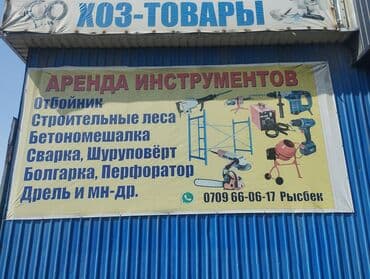 ХОЗ-ТОВАРЫ
АРЕНДА ИНСТРУМЕНТОВ
Отбойник
Строительные леса
Бетономешалка
Сварка, Шуруповёрт
Болгарка, Перфоратор
Дрель и мн-др.
0709 66-06-17 Рысбек